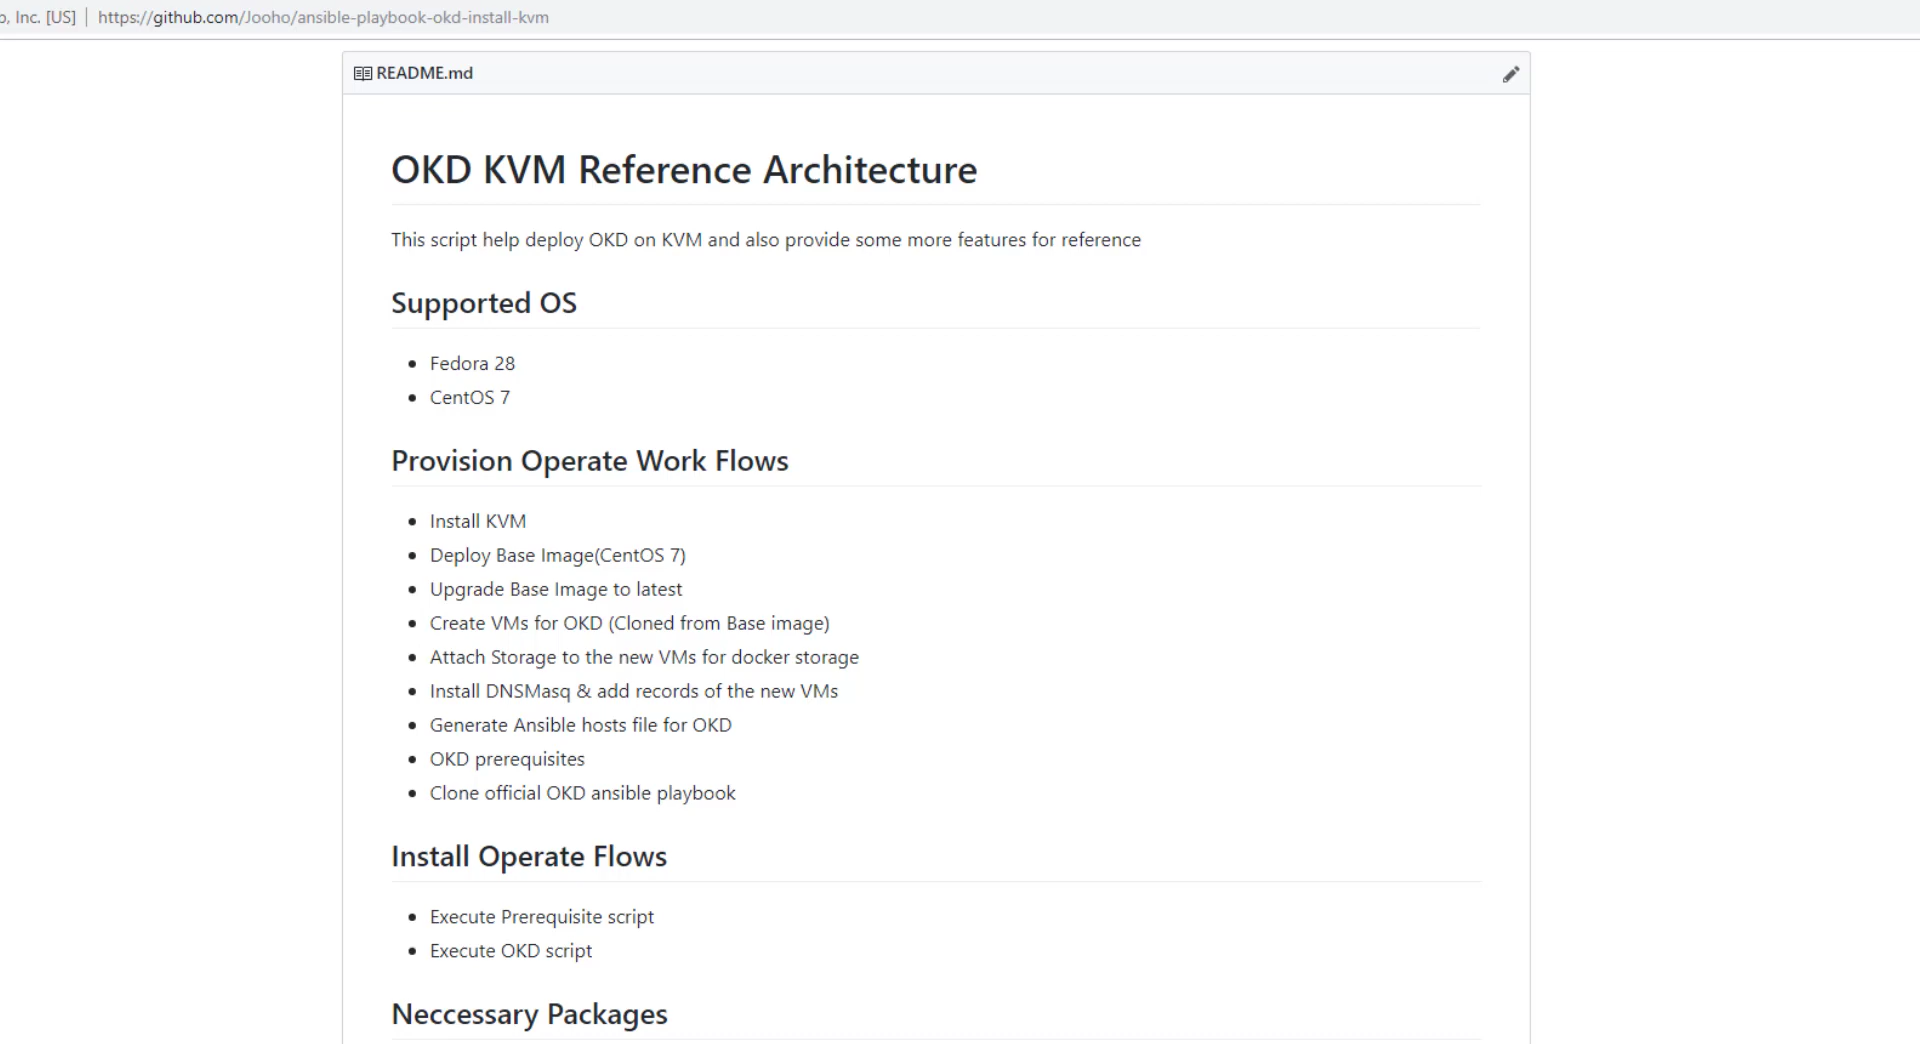 , Inc. [US] | https://github.com/Jooho/ansible-playbook-okd-install-kvm
README.md
OKD KVM Reference Architecture
This script help deploy OKD on KVM and also provide some more features for reference
Supported OS
Fedora 28
CentOS 7
Provision Operate Work Flows
Install KVM
Deploy Base Image(CentOS 7)
Upgrade Base Image to latest
Create VMs for OKD (Cloned from Base image)
Attach Storage to the new VMs for docker storage
Install DNSMasq & add records of the new VMs
Generate Ansible hosts file for OKD
OKD prerequisites
Clone official OKD ansible playbook
Install Operate Flows
Execute Prerequisite script
Execute OKD script
Neccessary Packages